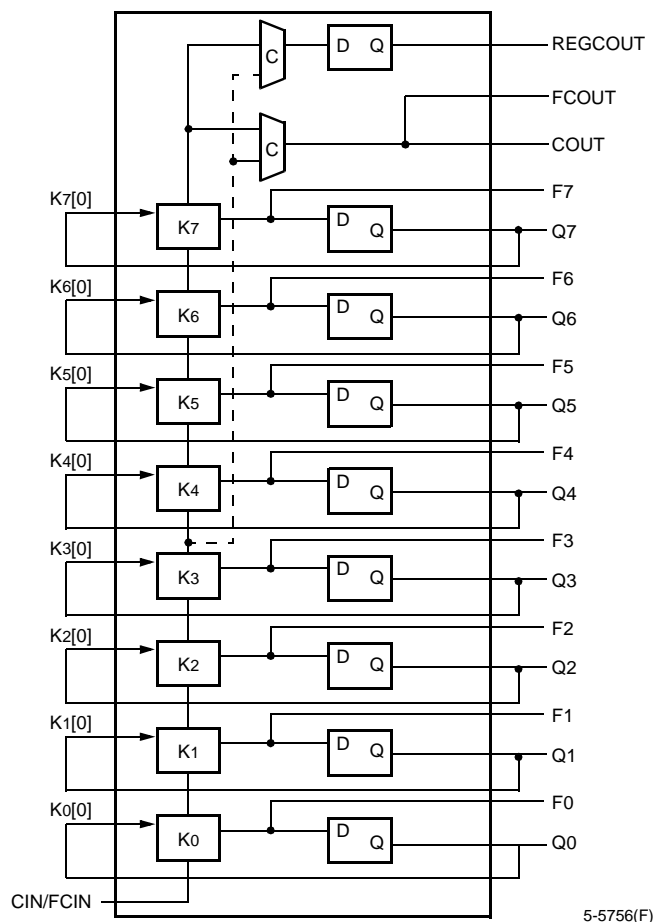 C
D Q
REGCOUT
FCOUT
C
COUT
F7
K7[0]
K7
D Q
Q7
F6
K6[0]
K6
D Q
Q6
F5
K5[0]
K5
D Q
Q5
F4
K4[0]
K4
D Q
Q4
F3
K3[0]
K3
D Q
Q3
F2
K2[0]
K2
D Q
Q2
F1
K1[0]
K1
D Q
Q1
F0
K0[0]
K0
D Q
Q0
CIN/FCIN
5-5756(F)